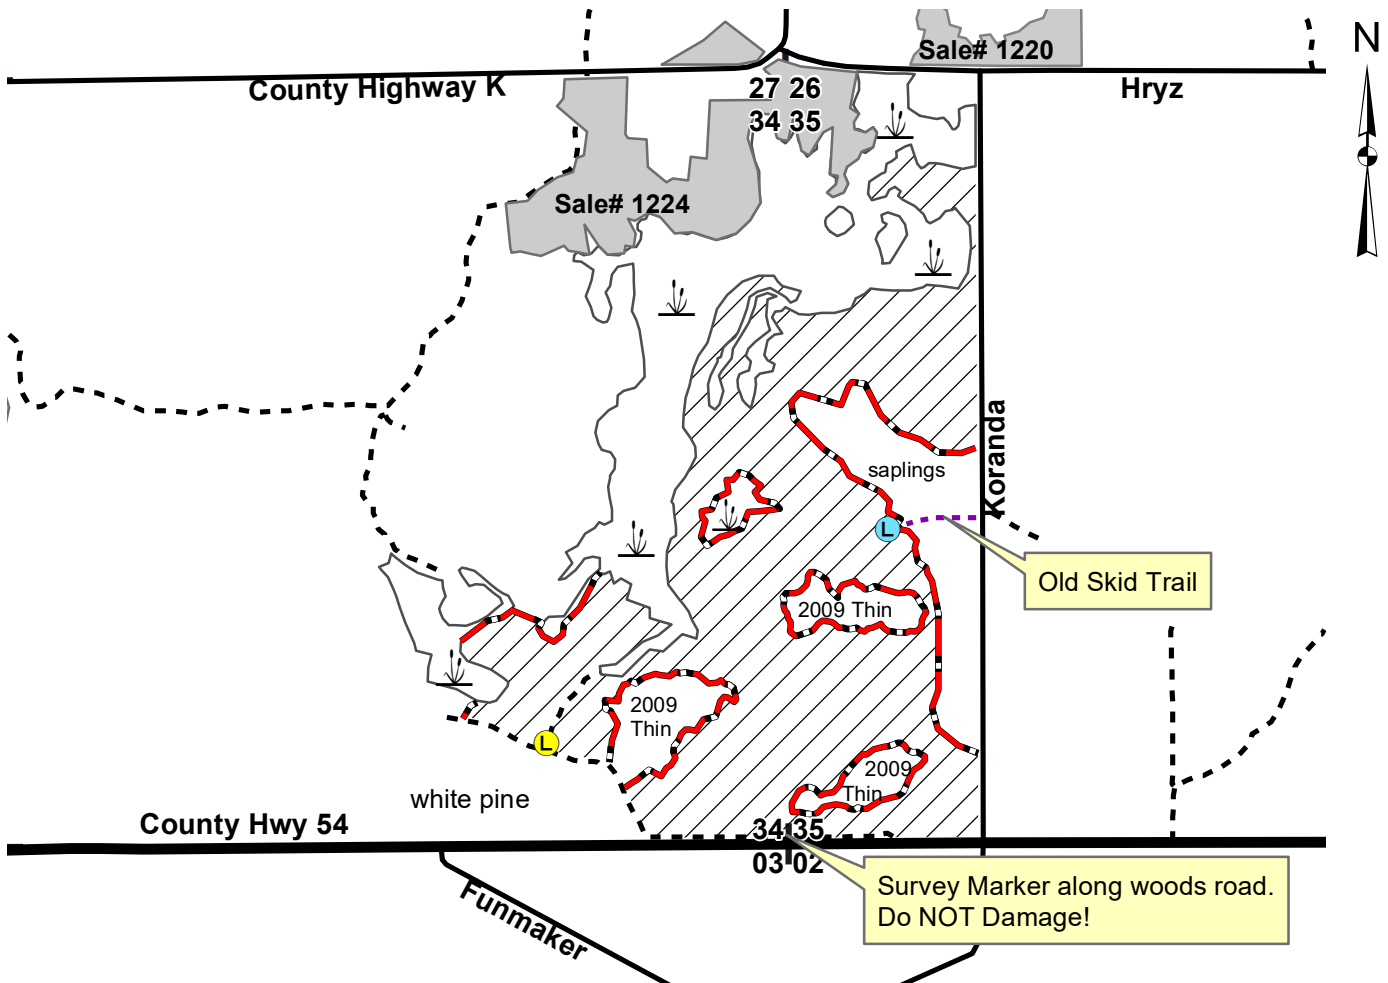 Sale# 1220
N
County Highway K
27 26
Hryz
34 35
Sale# 1224
Koranda
saplings
L
Old Skid Trail
2009 Thin
2009
Thin
L
2009
Thin
white pine
County Hwy 54
34 35
03 02
Survey Marker along woods road.
Do NOT Damage!
Funmaker